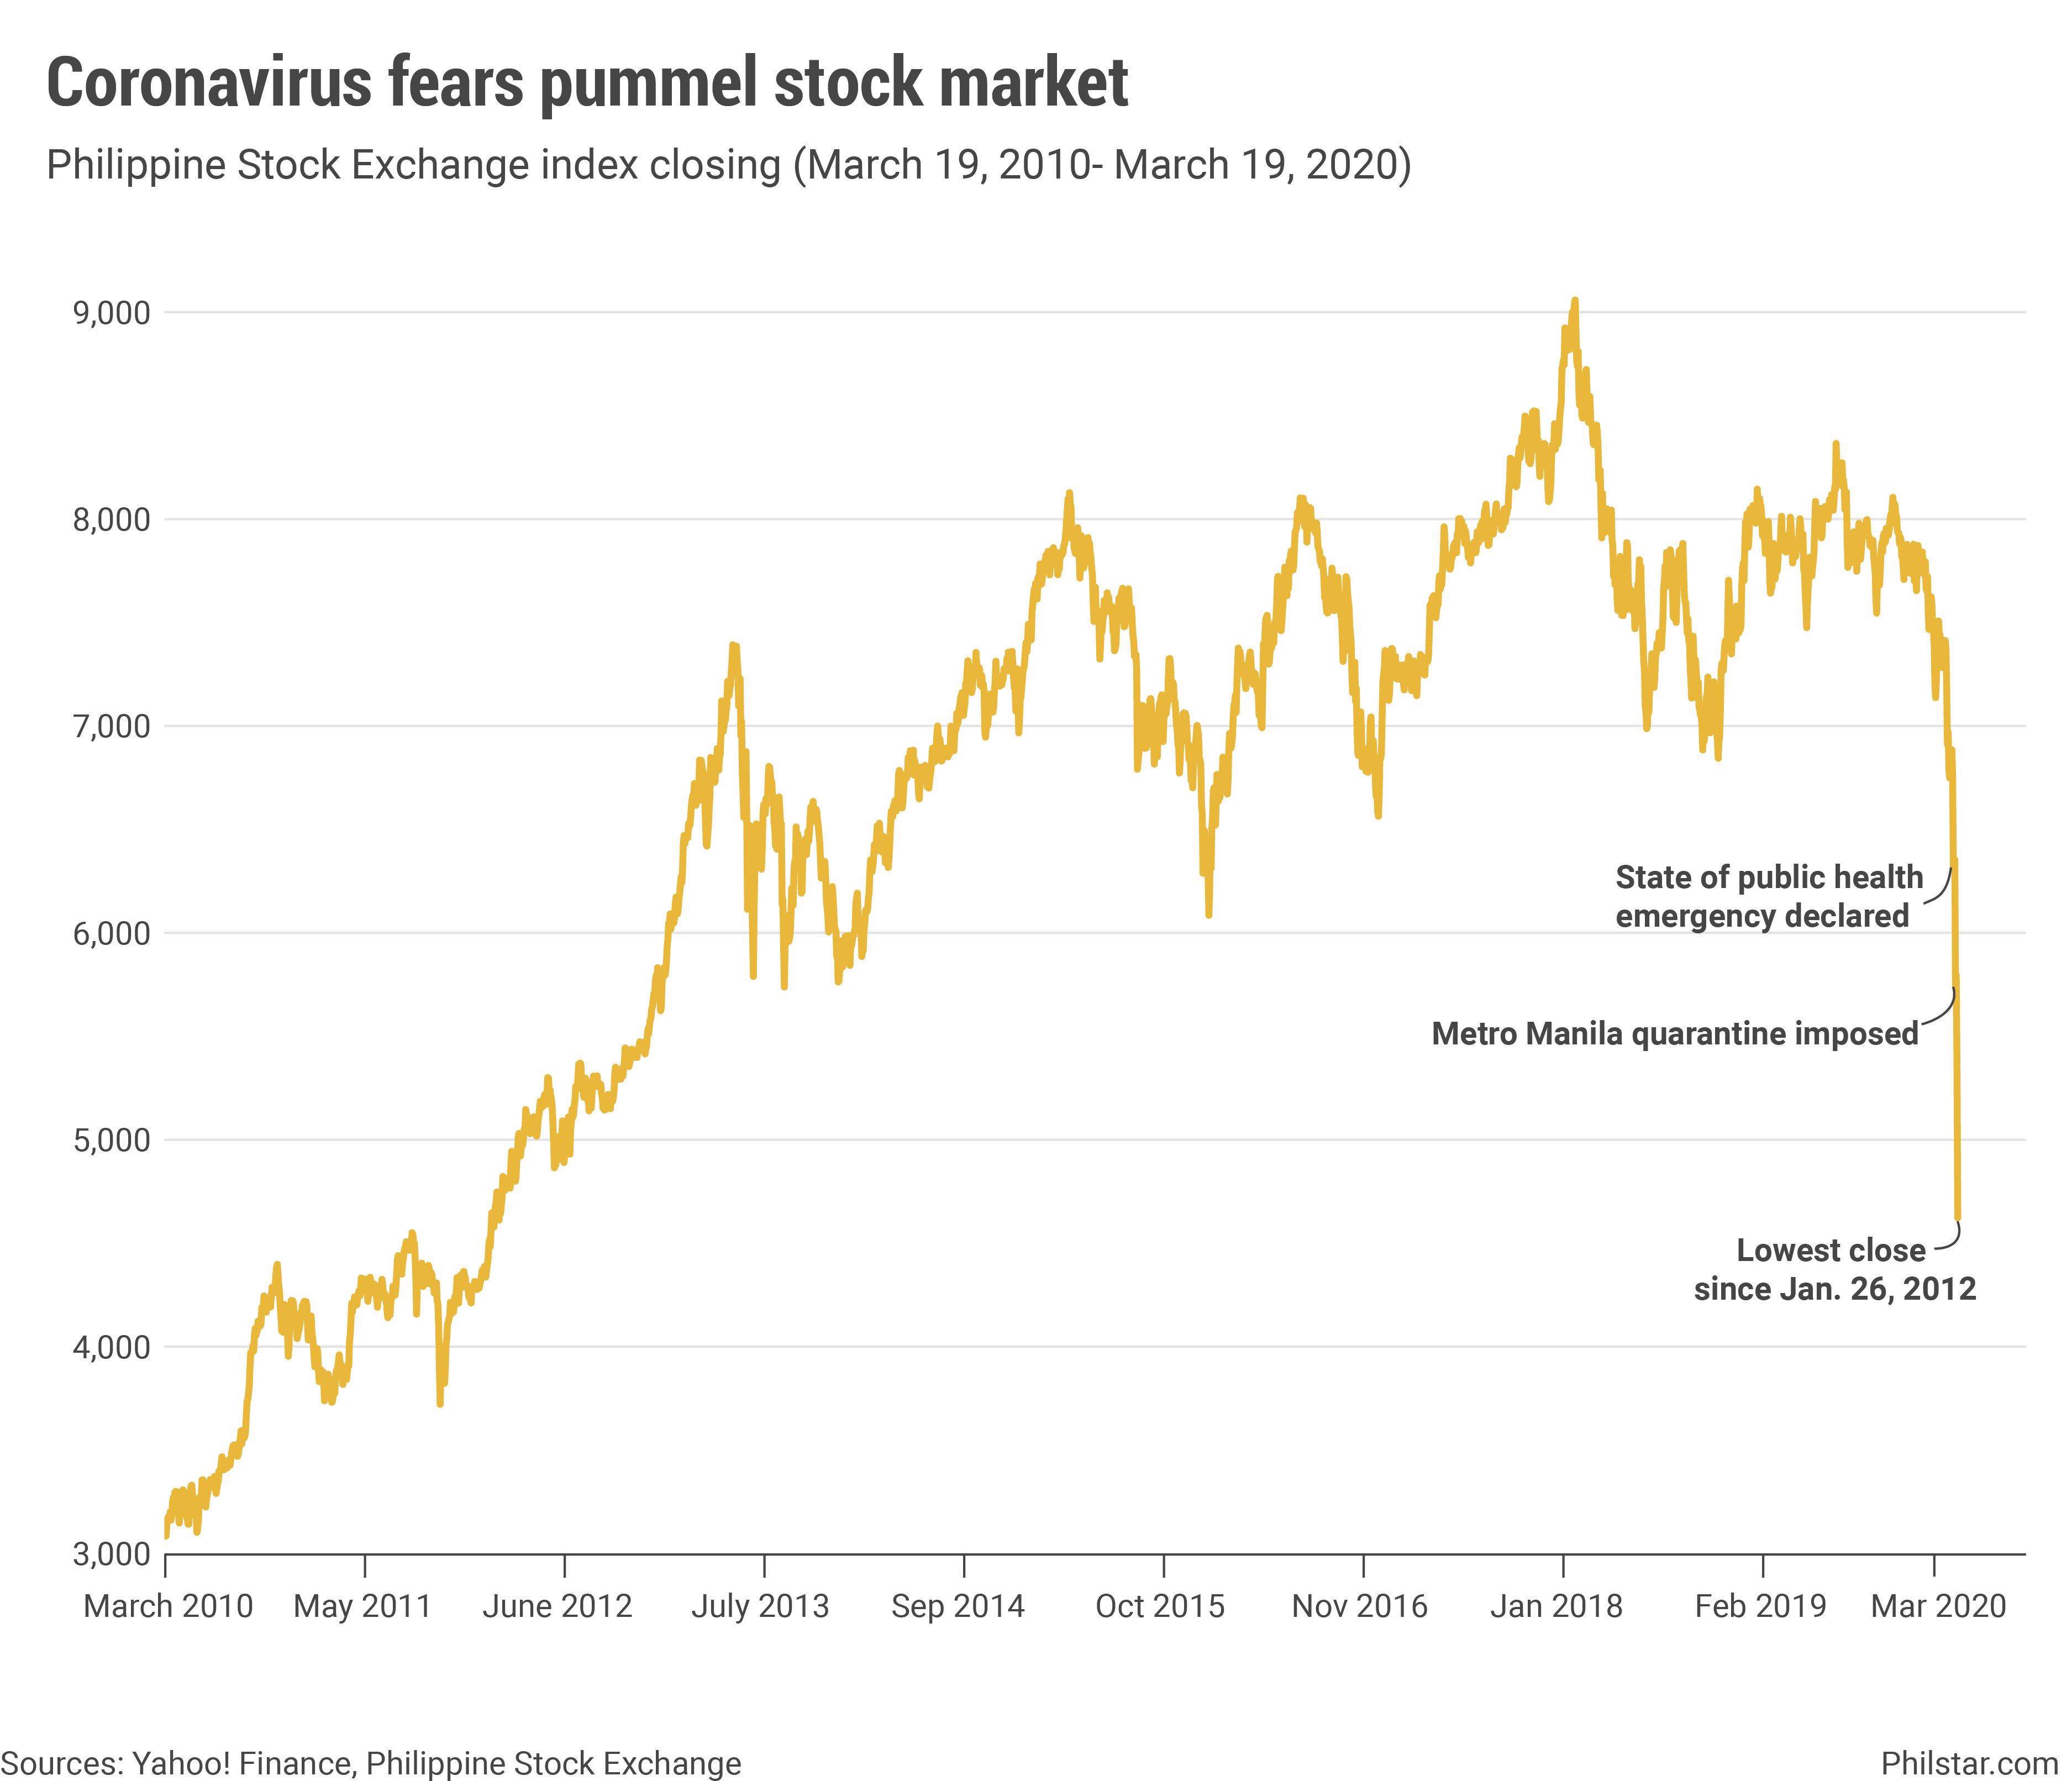 Coronavirus fears pummel stock market
Philippine Stock Exchange index closing (March 19, 2010- March 19, 2020)
9,000
8,000
7,000
6,000
5,000
4,000
3,000
State of public health
emergency declared
Metro Manila quarantine imposed
Lowest close
since Jan. 26, 2012
March 2010 May 2011 June 2012 July 2013 Sep 2014 Oct 2015 Nov 2016 Jan 2018 Feb 2019 Mar 2020
Sources: Yahoo! Finance, Philippine Stock Exchange
Philstar.com